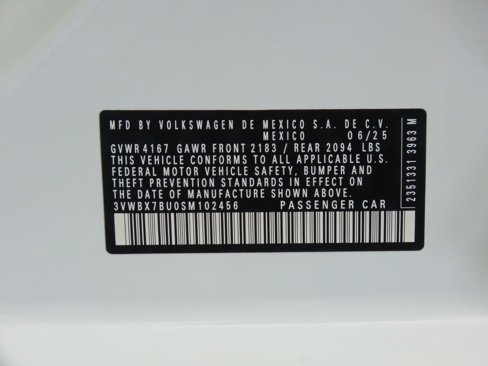 MFD BY VOLKSWAGEN DE MEXICO S.A. DE C.V.
MEXICO 06/25
GVWR 4167 GAWR FRONT 2183 / REAR 2094 LBS
THIS VEHICLE CONFORMS TO ALL APPLICABLE U.S.
FEDERAL MOTOR VEHICLE SAFETY, BUMPER AND
THEFT PREVENTION STANDARDS IN EFFECT ON
THE DATE OF MANUFACTURE SHOWN ABOVE.
3VWBX7BU0SM102456 PASSENGER CAR
2351331 3963 M